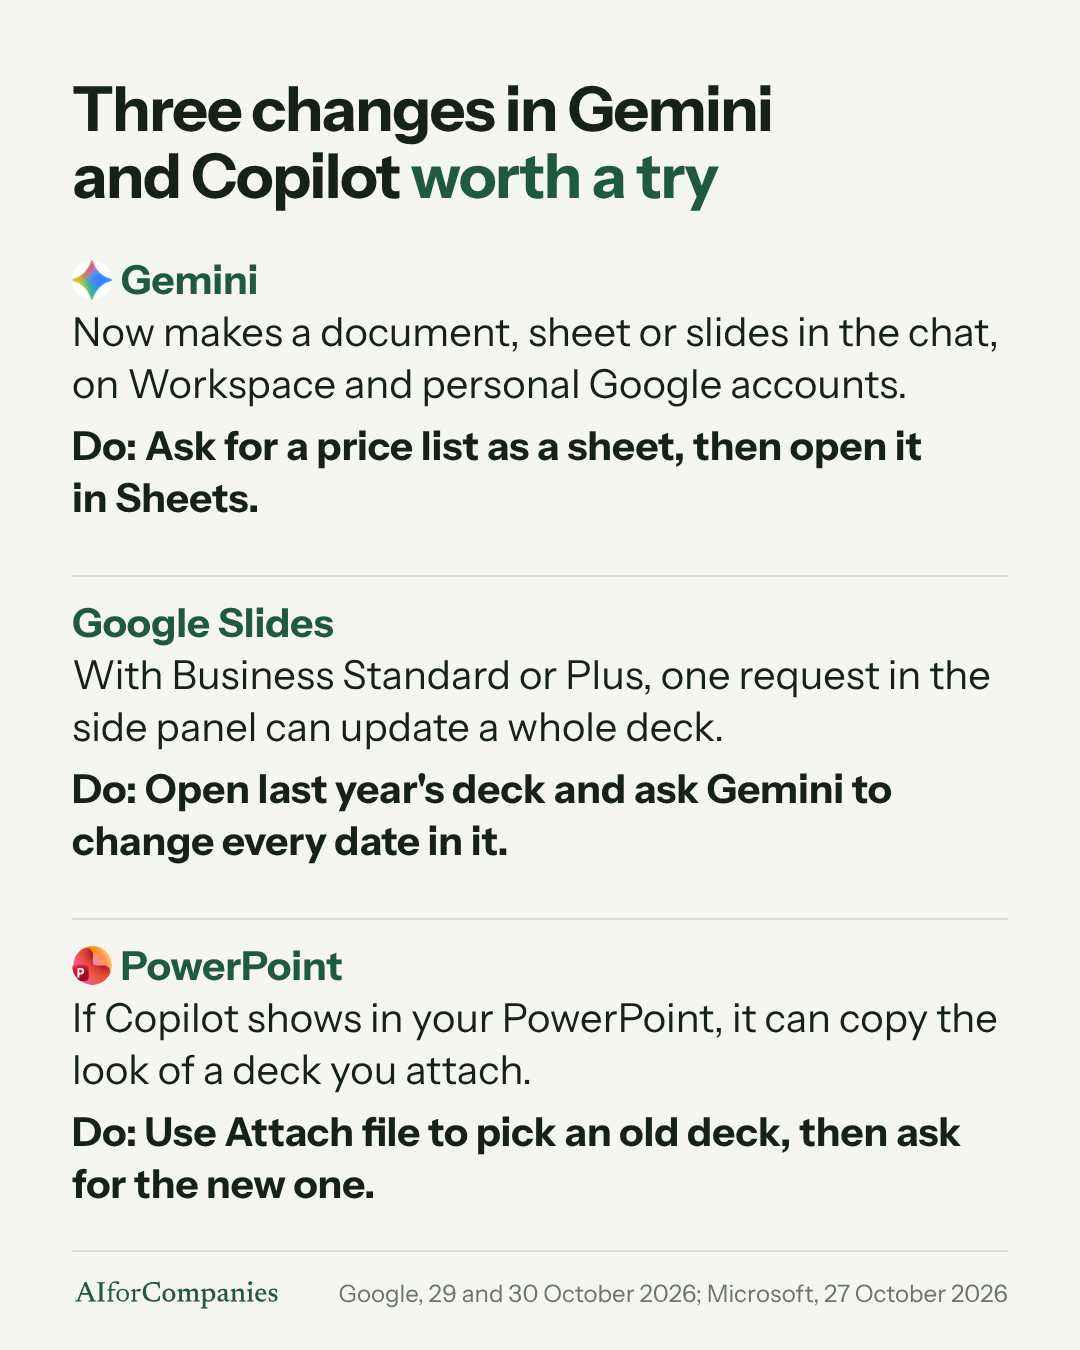 Three changes in Gemini
and Copilot worth a try
Gemini
Now makes a document, sheet or slides in the chat,
on Workspace and personal Google accounts.
Do: Ask for a price list as a sheet, then open it
in Sheets.
Google Slides
With Business Standard or Plus, one request in the
side panel can update a whole deck.
Do: Open last year's deck and ask Gemini to
change every date in it.
P
PowerPoint
If Copilot shows in your PowerPoint, it can copy the
look of a deck you attach.
Do: Use Attach file to pick an old deck, then ask
for the new one.
AIforCompanies
Google, 29 and 30 October 2026; Microsoft, 27 October 2026